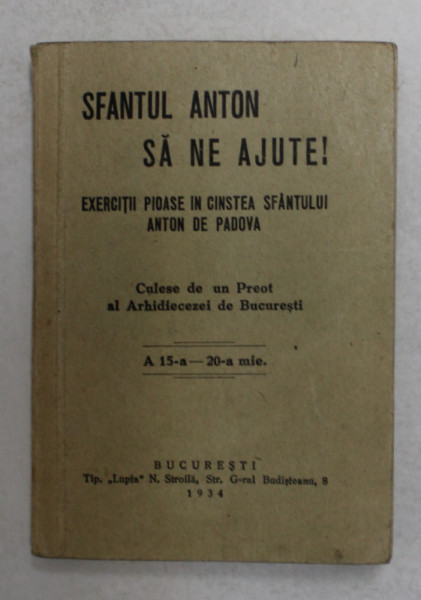 SFANTUL ANTON
SĂ NE AJUTE!
EXERCIȚII PIOASE IN CINSTEA SFÂNTULUI
ANTON DE PADOVA
Culese de un Preot
al Arhidiecezei de București
A 15-a — 20-a mie.
BUCUREȘTI
Tip. „Lupta" N. Stroilă, Str. G-ral Budișteanu, 8
1934